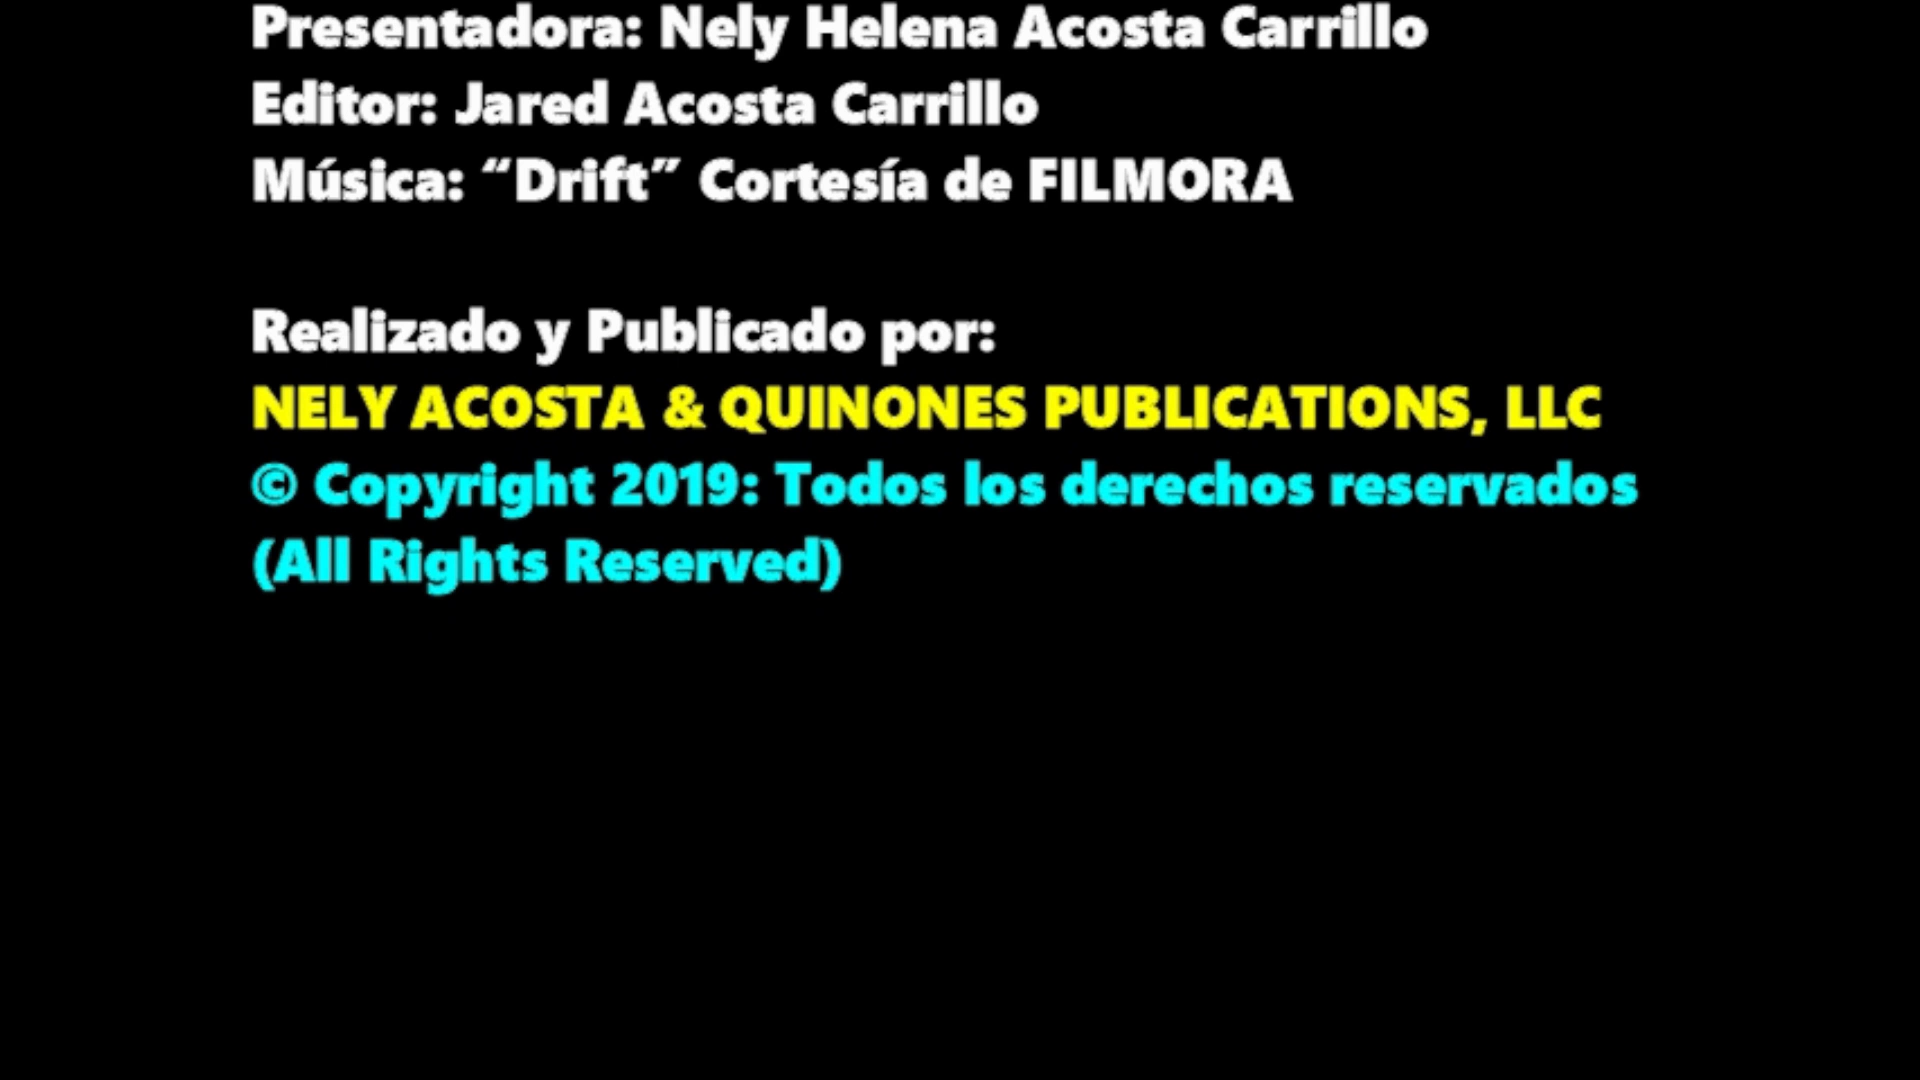 Presentadora: Nely Helena Acosta Carrillo
Editor: Jared Acosta Carrillo
Música: “Drift” Cortesía de FILMORA
Realizado y Publicado por:
NELY ACOSTA & QUINONES PUBLICATIONS, LLC
© Copyright 2019: Todos los derechos reservados
(All Rights Reserved)